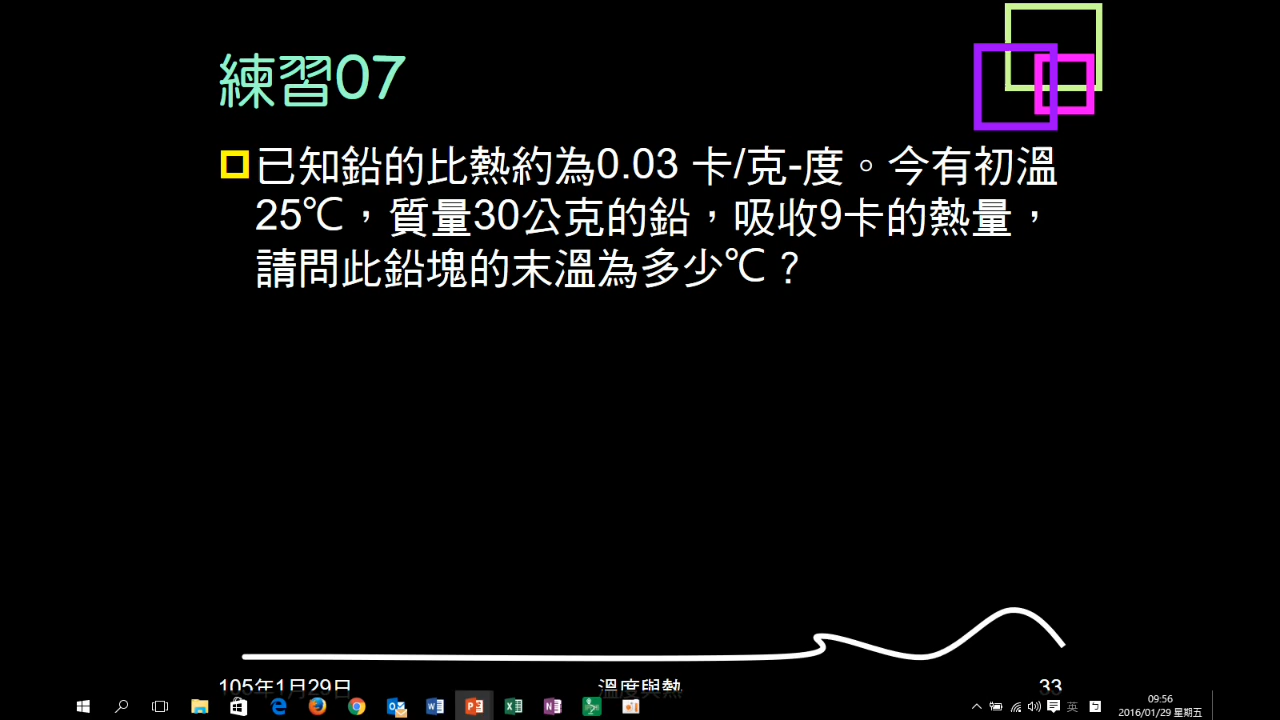 練習07
已知鉛的比熱約為0.03 卡/克-度。今有初溫
25℃，質量30公克的鉛，吸收9卡的熱量，
請問此鉛塊的末溫為多少℃？
105年1月29日
溫度與熱
33
英
09:56
2016/01/29 星期五